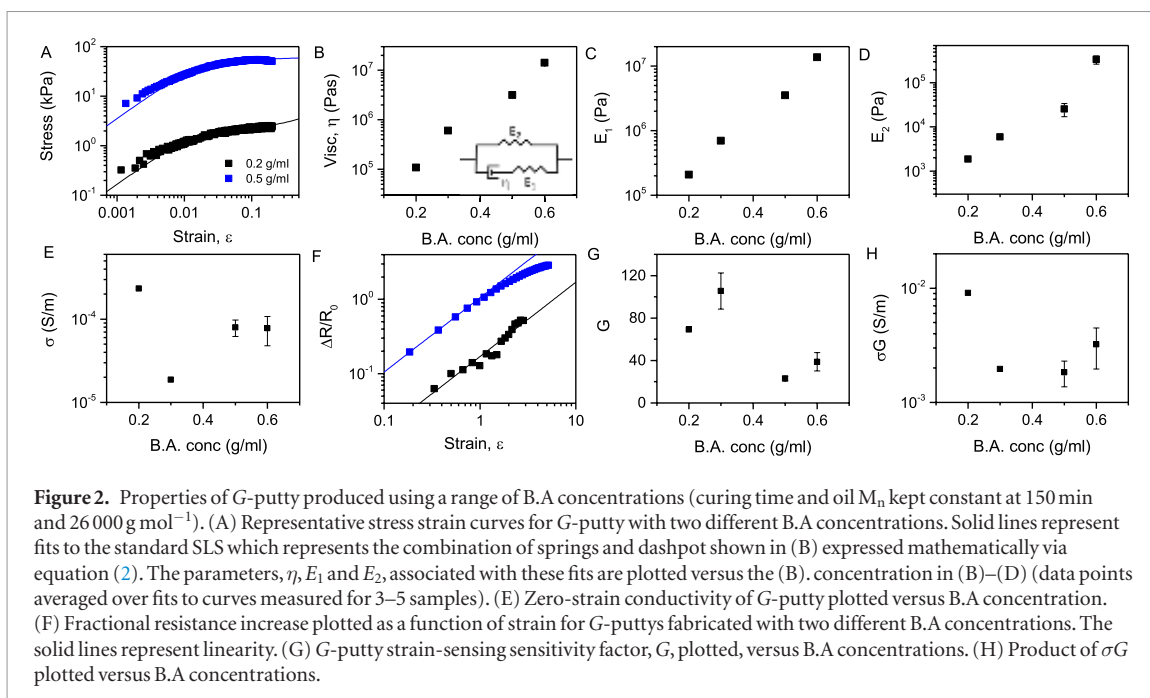 A
Stress (kPa)
10²
10¹
10⁰
10⁻¹
0.2 g/ml
0.5 g/ml
0.001 0.01 0.1
Strain, ε
B
Visc, η (Pas)
10⁷
10⁶
10⁵
E₂
η E₁
0.2 0.4 0.6
B.A. conc (g/ml)
C
E₁ (Pa)
10⁷
10⁶
10⁵
0.2 0.4 0.6
B.A. conc (g/ml)
D
E₂ (Pa)
10⁵
10⁴
10³
0.2 0.4 0.6
B.A. conc (g/ml)
E
σ (S/m)
10⁻⁴
10⁻⁵
0.2 0.4 0.6
B.A. conc (g/ml)
F
ΔR/R₀
10⁰
10⁻¹
0.1 1 10
Strain, ε
G
G
120
80
40
0
0.2 0.4 0.6
B.A. conc (g/ml)
H
σG (S/m)
10⁻²
10⁻³
0.2 0.4 0.6
B.A. conc (g/ml)
Figure 2. Properties of G-putty produced using a range of B.A concentrations (curing time and oil Mₙ kept constant at 150 min
and 26 000 g mol⁻¹). (A) Representative stress strain curves for G-putty with two different B.A concentrations. Solid lines represent
fits to the standard SLS which represents the combination of springs and dashpot shown in (B) expressed mathematically via
equation (2). The parameters, η, E₁ and E₂, associated with these fits are plotted versus the (B). concentration in (B)–(D) (data points
averaged over fits to curves measured for 3–5 samples). (E) Zero-strain conductivity of G-putty plotted versus B.A concentration.
(F) Fractional resistance increase plotted as a function of strain for G-puttys fabricated with two different B.A concentrations. The
solid lines represent linearity. (G) G-putty strain-sensing sensitivity factor, G, plotted, versus B.A concentrations. (H) Product of σG
plotted versus B.A concentrations.